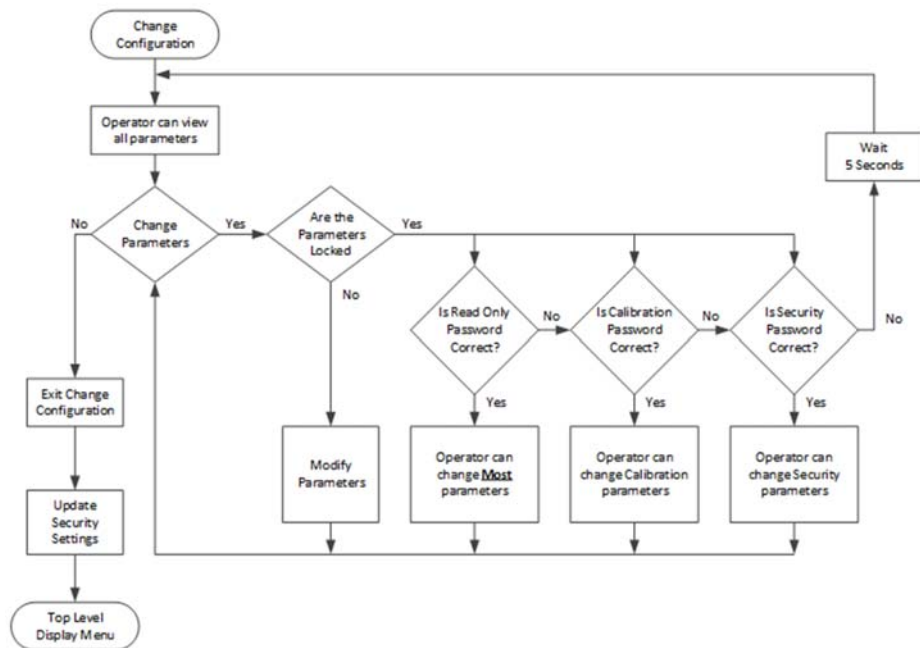 Change
Configuration
Operator can view
all parameters
Wait
5 Seconds
No
Change
Parameters
Yes
Are the
Parameters
Locked
Yes
No
Is Read Only
Password
Correct?
No
Is Calibration
Password
Correct?
No
Is Security
Password
Correct?
No
Exit Change
Configuration
Yes
Yes
Yes
Modify
Parameters
Operator can
change Most
parameters
Operator can
change Calibration
parameters
Operator can
change Security
parameters
Update
Security
Settings
Top Level
Display Menu